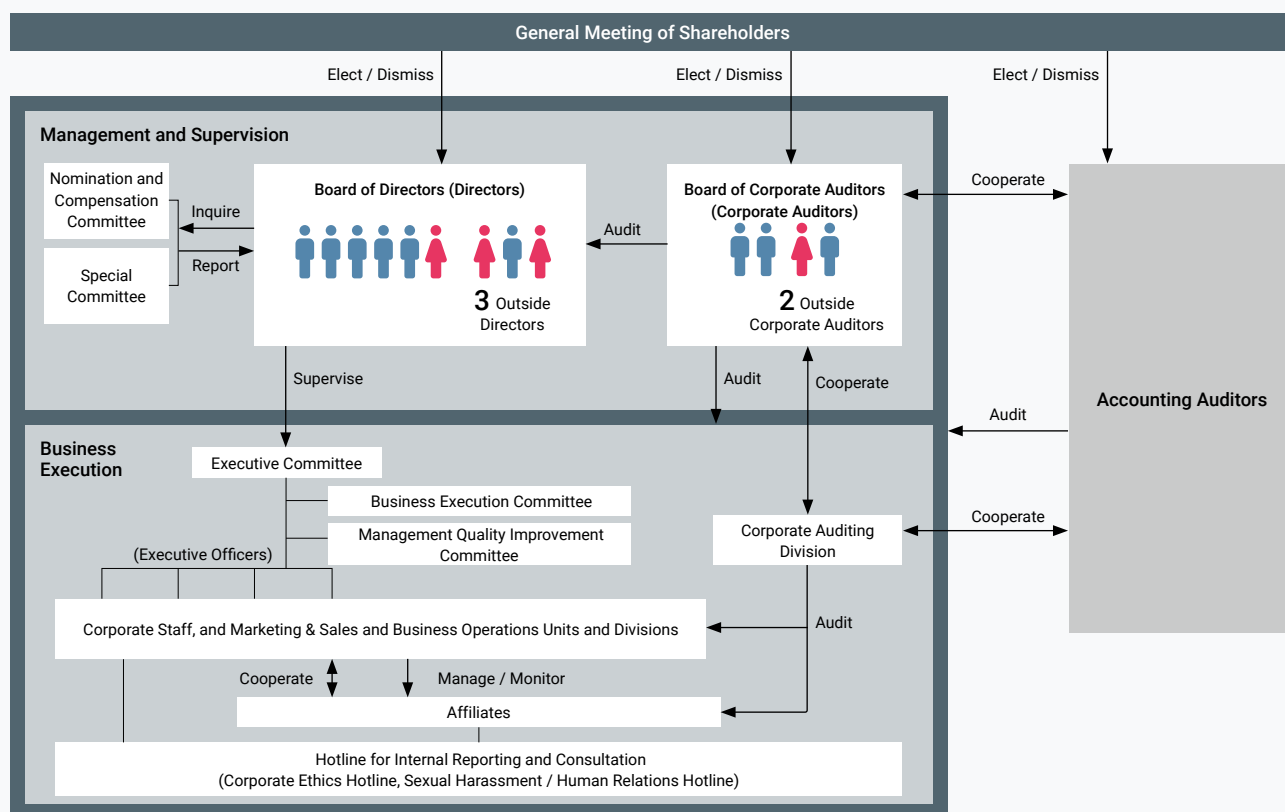 General Meeting of Shareholders
Elect / Dismiss
Elect / Dismiss
Elect / Dismiss
Management and Supervision
Nomination and
Compensation
Committee
Special
Committee
Inquire
Report
Board of Directors (Directors)
3 Outside
Directors
Audit
Board of Corporate Auditors
(Corporate Auditors)
2 Outside
Corporate Auditors
Cooperate
Supervise
Audit
Cooperate
Accounting Auditors
Audit
Business
Execution
Executive Committee
Business Execution Committee
Management Quality Improvement
Committee
(Executive Officers)
Corporate Auditing
Division
Cooperate
Corporate Staff, and Marketing & Sales and Business Operations Units and Divisions
Audit
Cooperate
Manage / Monitor
Affiliates
Hotline for Internal Reporting and Consultation
(Corporate Ethics Hotline, Sexual Harassment / Human Relations Hotline)